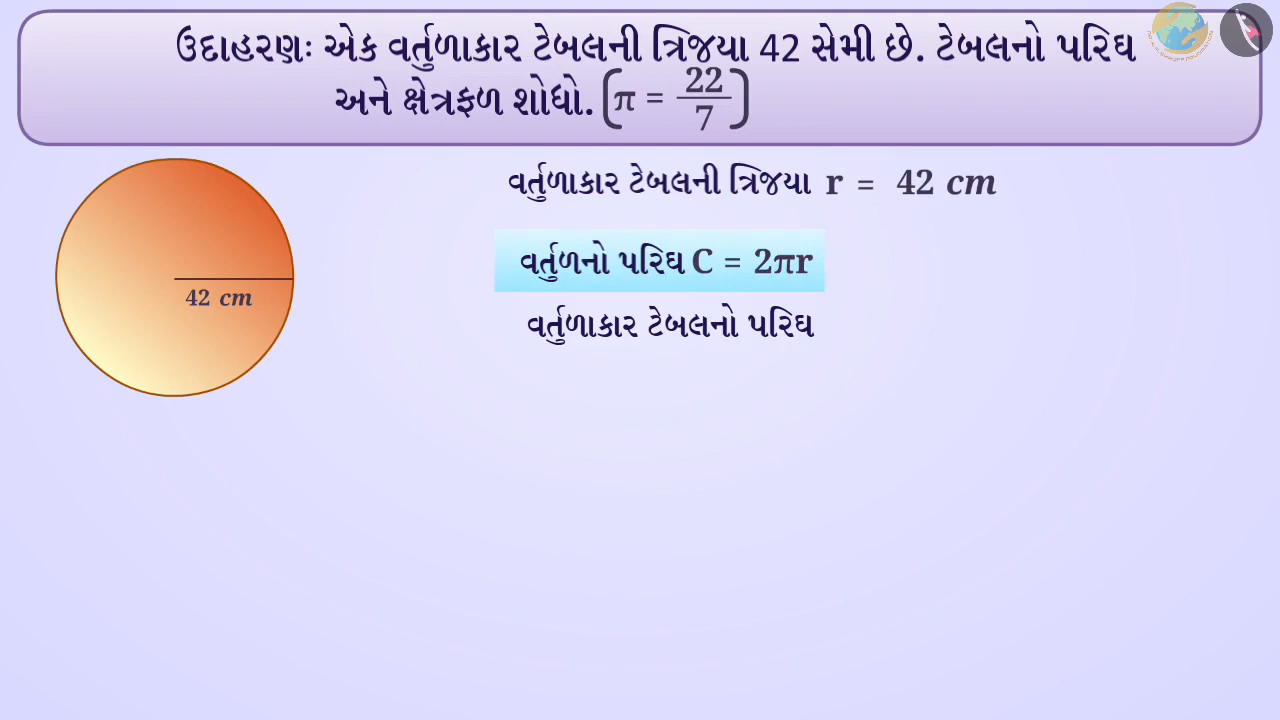 ઉદાહરણઃ એક વર્તુળાકાર ટેબલની ત્રિજ્યા 42 સેમી છે. ટેબલનો પરિઘ
અને ક્ષેત્રફળ શોધો. (π = 22/7)
વર્તુળાકાર ટેબલની ત્રિજ્યા r = 42 cm
વર્તુળનો પરિઘ C = 2πr
42 cm
વર્તુળાકાર ટેબલનો પરિઘ